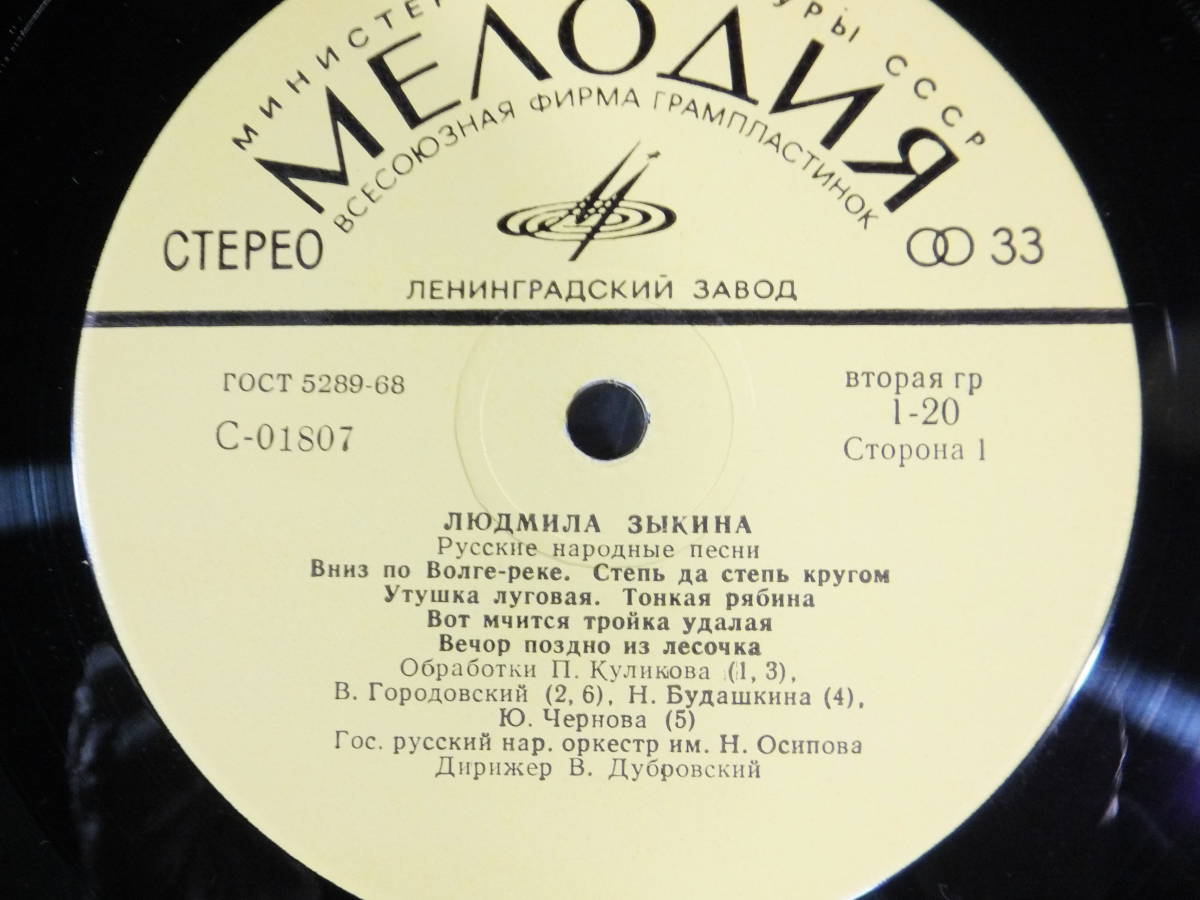 МИНИСТЕР УРЫ СССР
МЕЛОДИЯ
ВСЕСОЮЗНАЯ ФИРМА ГРАМПЛАСТИНОК
СТЕРЕО 33
ЛЕНИНГРАДСКИЙ ЗАВОД
ГОСТ 5289-68 вторая гр
С-01807 1-20
Сторона 1
ЛЮДМИЛА ЗЫКИНА
Русские народные песни
Вниз по Волге-реке. Степь да степь кругом
Утушка луговая. Тонкая рябина
Вот мчится тройка удалая
Вечор поздно из лесочка
Обработки П. Куликова (1, 3),
В. Городовский (2, 6), Н. Будашкина (4),
Ю. Чернова (5)
Гос. русский нар. оркестр им. Н. Осипова
Дирижер В. Дубровский